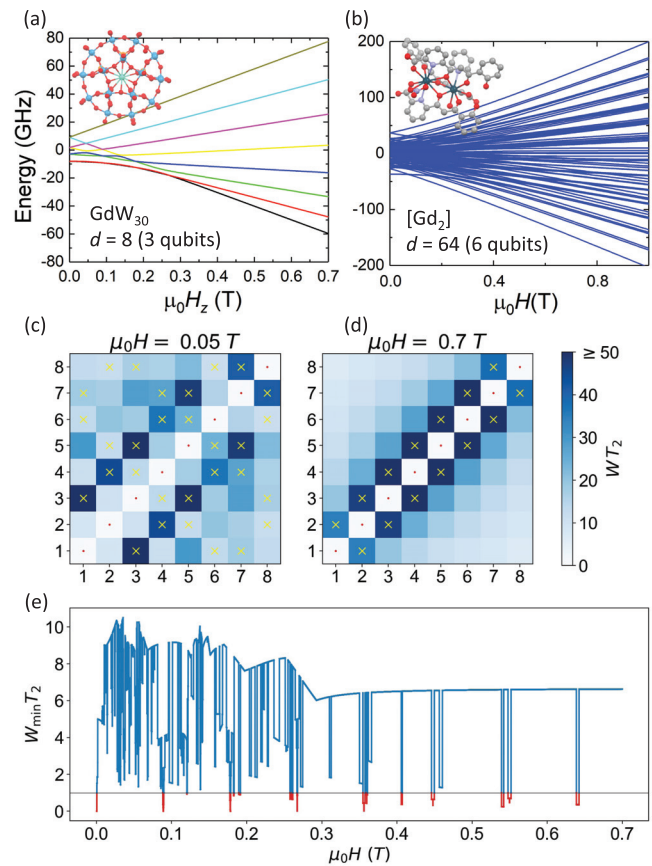 (a)
80
60
40
20
0
-20
-40
-60
-80
Energy (GHz)
GdW30
d = 8 (3 qubits)
0.0 0.1 0.2 0.3 0.4 0.5 0.6 0.7
μ0Hz (T)
(b)
200
100
0
-100
-200
[Gd2]
d = 64 (6 qubits)
0.0 0.4 0.8
μ0H(T)
(c)
μ0H = 0.05 T
8
7
6
5
4
3
2
1
1 2 3 4 5 6 7 8
(d)
μ0H = 0.7 T
8
7
6
5
4
3
2
1
1 2 3 4 5 6 7 8
≥ 50
40
30
20
10
0
WT2
(e)
10
8
6
4
2
0
WminT2
0.0 0.1 0.2 0.3 0.4 0.5 0.6 0.7
μ0H (T)